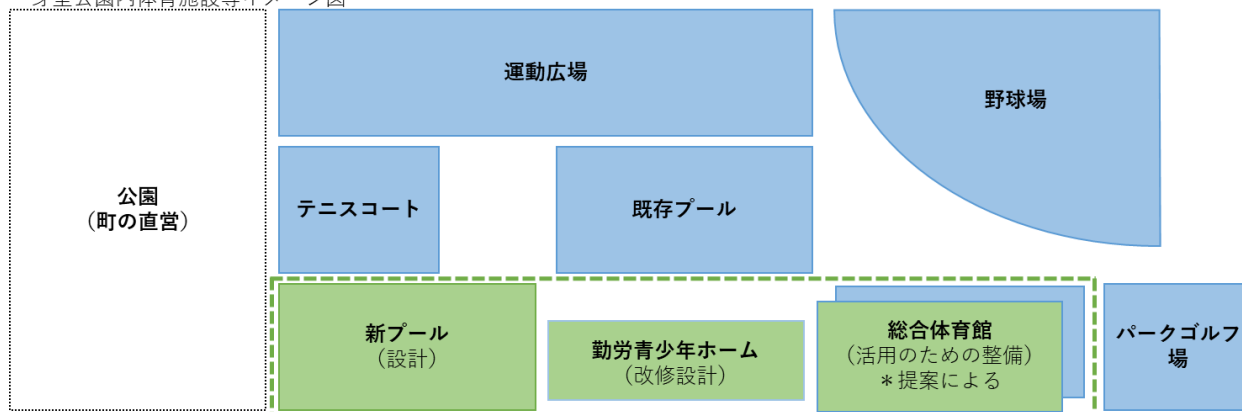 運動広場
野球場
公園
(町の直営)
テニスコート
既存プール
新プール
(設計)
勤労青少年ホーム
(改修設計)
総合体育館
(活用のための整備)
＊提案による
パークゴルフ
場